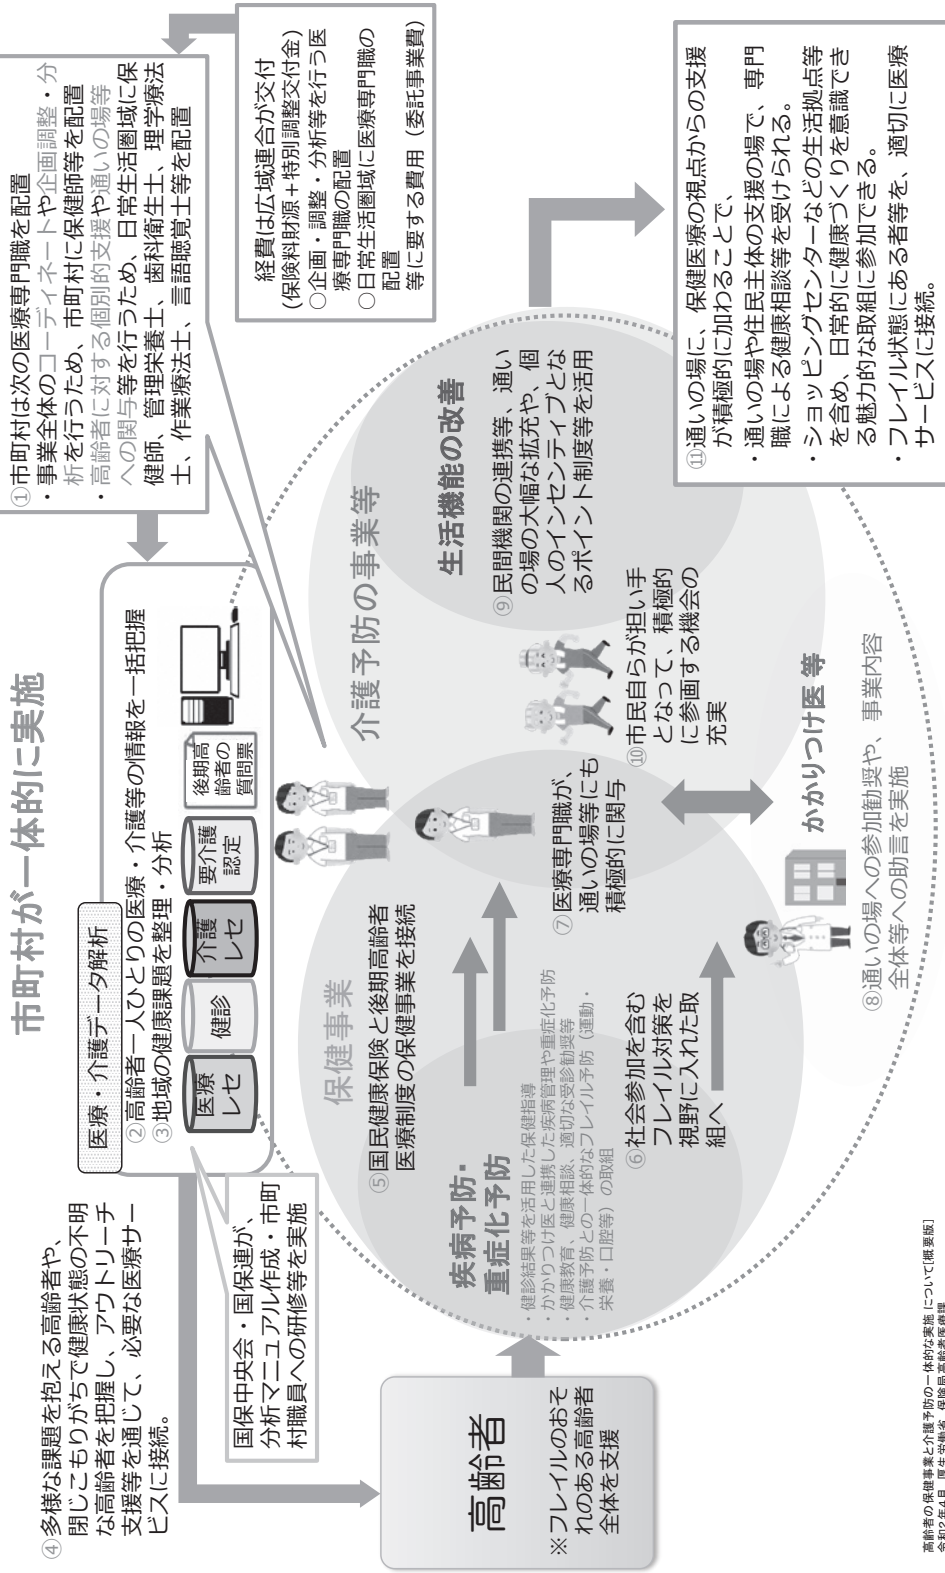 市町村が一体的に実施
①市町村は次の医療専門職を配置
・事業全体のコーディネートや企画調整・分
析を行うため、市町村に保健師等を配置
・高齢者に対する個別的支援や通いの場等
への関与等を行うため、日常生活圏域に保
健師、管理栄養士、歯科衛生士、理学療法
士、作業療法士、言語聴覚士等を配置
経費は広域連合が交付
(保険料財源+特別調整交付金)
○企画・調整・分析等を行う医
療専門職の配置
○日常生活圏域に医療専門職の
配置
等に要する費用(委託事業費)
医療・介護データ解析
②高齢者一人ひとりの医療・介護等の情報を一括把握
③地域の健康課題を整理・分析
医療
レセ
健診
介護
レセ
要介護
認定
後期高
齢者の
質問票
④多様な課題を抱える高齢者や、
閉じこもりがちで健康状態の不明
な高齢者を把握し、アウトリーチ
支援等を通じて、必要な医療サー
ビスに接続。
国保中央会・国保連が、
分析マニュアル作成・市町
村職員への研修等を実施
高齢者
※フレイルのおそ
れのある高齢者
全体を支援
保健事業
⑤国民健康保険と後期高齢者
医療制度の保健事業を接続
疾病予防・
重症化予防
・健診結果等を活用した保健指導
・かかりつけ医と連携した疾病管理や重症化予防
・健康教育、健康相談、適切な受診勧奨等
・介護予防との一体的なフレイル予防(運動・
栄養・口腔等)の取組
⑥社会参加を含む
フレイル対策を
視野に入れた取
組へ
⑦医療専門職が、
通いの場等にも
積極的に関与
介護予防の事業等
生活機能の改善
⑨民間機関の連携等、通い
の場の大幅な拡充や、個
人のインセンティブとな
るポイント制度等を活用
⑩市民自らが担い手
となって、積極的
に参画する機会の
充実
かかりつけ医 等
⑧通いの場への参加勧奨や、事業内容
全体等への助言を実施
⑪通いの場に、保健医療の視点からの支援
が積極的に加わることで、
・通いの場や住民主体の支援の場で、専門
職による健康相談等を受けられる。
・ショッピングセンターなどの生活拠点等
を含め、日常的に健康づくりを意識でき
る魅力的な取組に参加できる。
・フレイル状態にある者等を、適切に医療
サービスに接続。
高齢者の保健事業と介護予防の一体的な実施 について[概要版]
令和2年4月 厚生労働省 保険局高齢者医療課